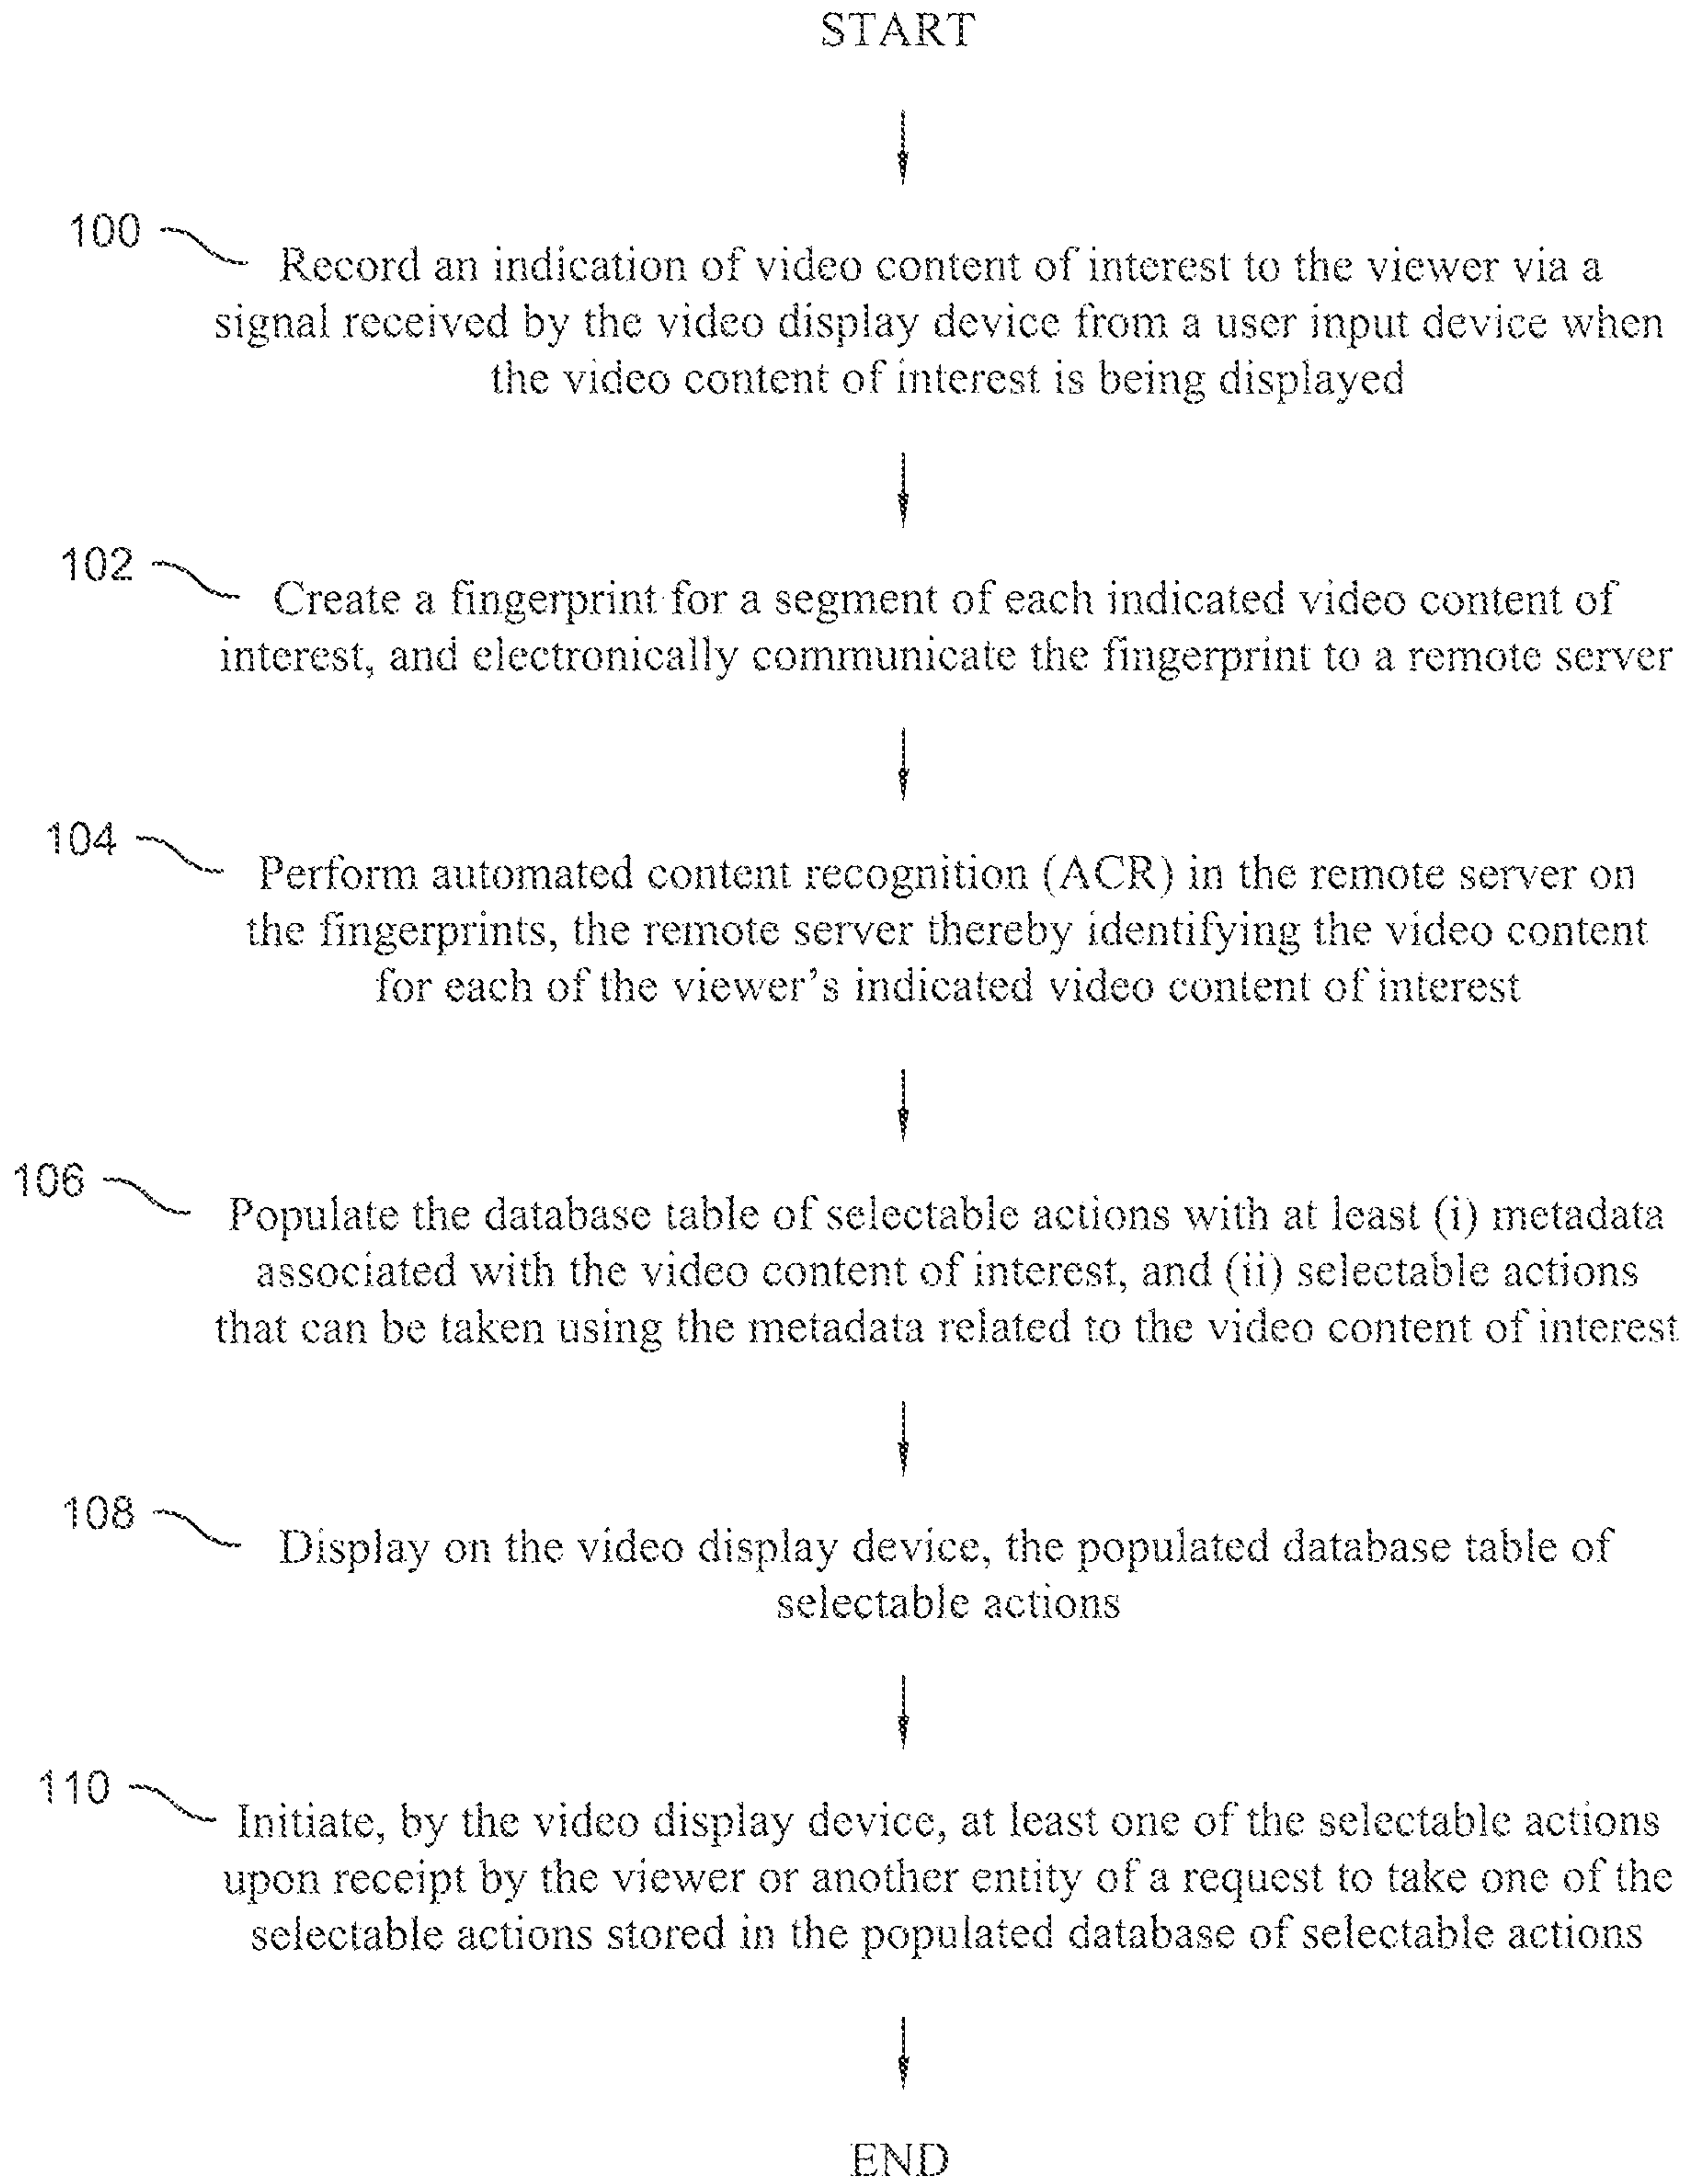 START
100
Record an indication of video content of interest to the viewer via a
signal received by the video display device from a user input device when
the video content of interest is being displayed
102
Create a fingerprint for a segment of each indicated video content of
interest, and electronically communicate the fingerprint to a remote server
104
Perform automated content recognition (ACR) in the remote server on
the fingerprints, the remote server thereby identifying the video content
for each of the viewer's indicated video content of interest
106
Populate the database table of selectable actions with at least (i) metadata
associated with the video content of interest, and (ii) selectable actions
that can be taken using the metadata related to the video content of interest
108
Display on the video display device, the populated database table of
selectable actions
110
Initiate, by the video display device, at least one of the selectable actions
upon receipt by the viewer or another entity of a request to take one of the
selectable actions stored in the populated database of selectable actions
END